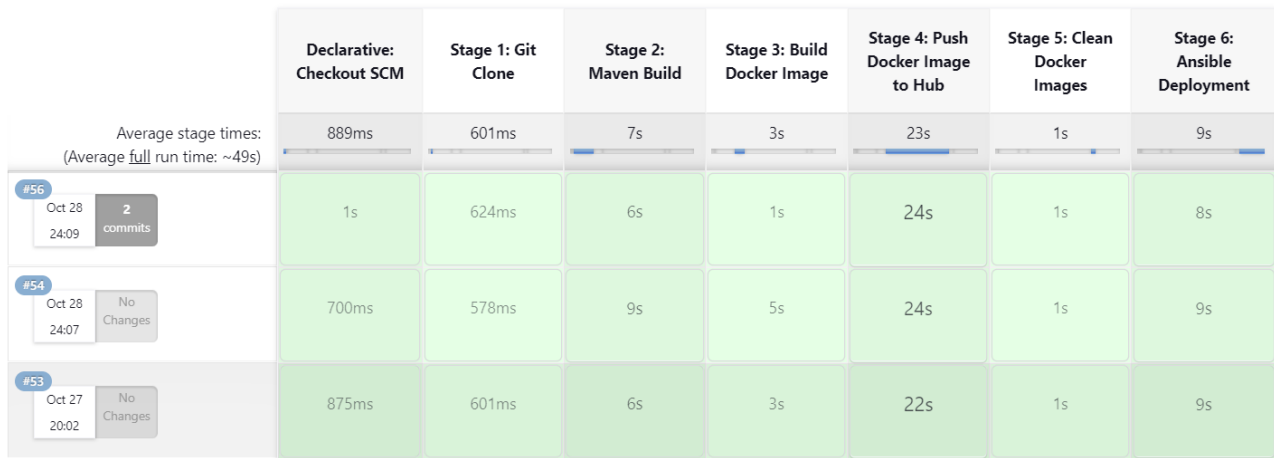 Declarative: Checkout SCM
Stage 1: Git Clone
Stage 2: Maven Build
Stage 3: Build Docker Image
Stage 4: Push Docker Image to Hub
Stage 5: Clean Docker Images
Stage 6: Ansible Deployment
Average stage times:
(Average full run time: ~49s)
889ms
601ms
7s
3s
23s
1s
9s
#56
Oct 28
24:09
2
commits
1s
624ms
6s
1s
24s
1s
8s
#54
Oct 28
24:07
No
Changes
700ms
578ms
9s
5s
24s
1s
9s
#53
Oct 27
20:02
No
Changes
875ms
601ms
6s
3s
22s
1s
9s